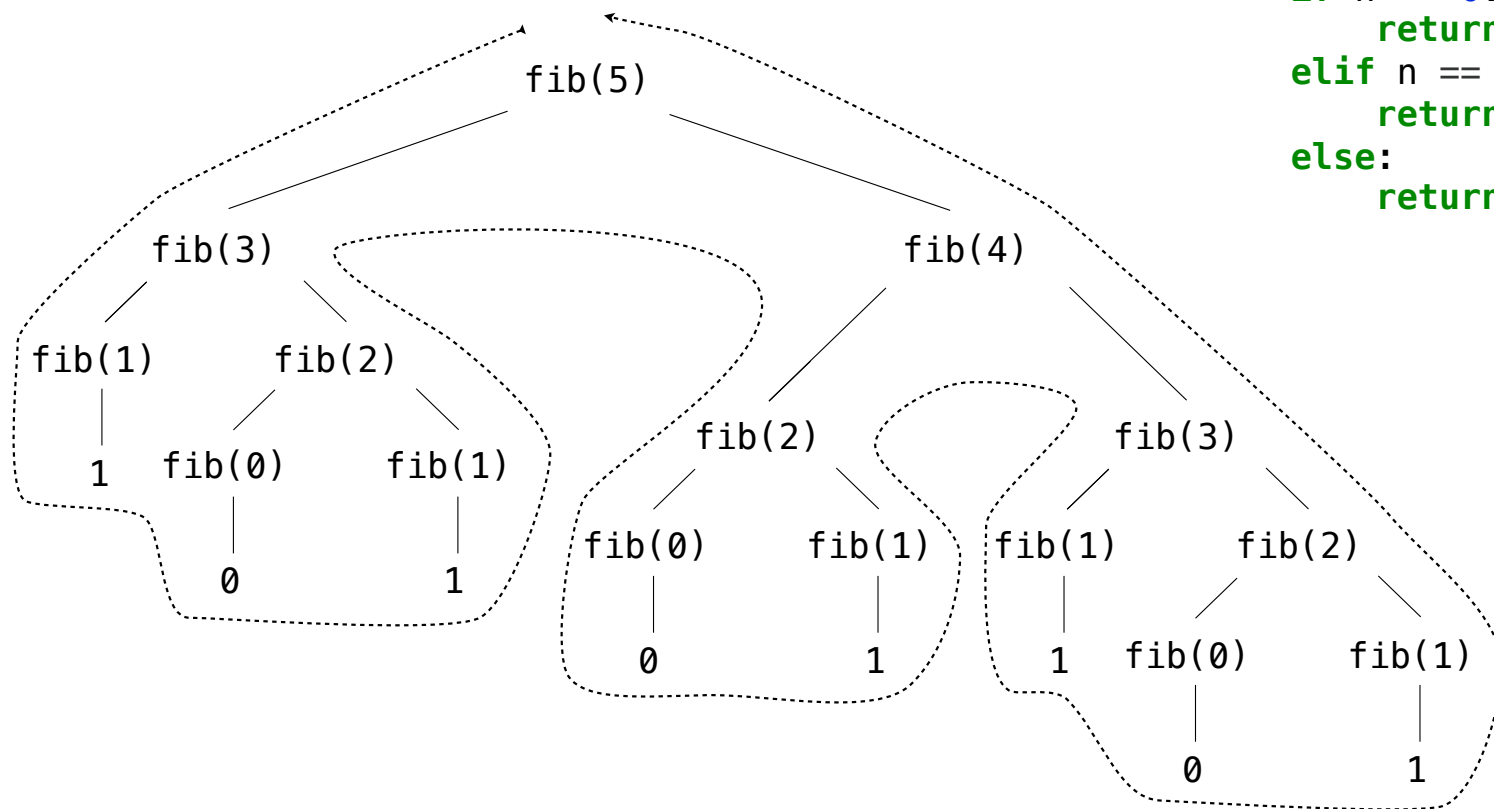 return
fib(5)
elif n ==
return
else:
return
fib(3) fib(4)
fib(1) fib(2)
fib(2) fib(3)
1 fib(0) fib(1)
fib(0) fib(1) fib(1) fib(2)
0 1
0 1 1 fib(0) fib(1)
0 1